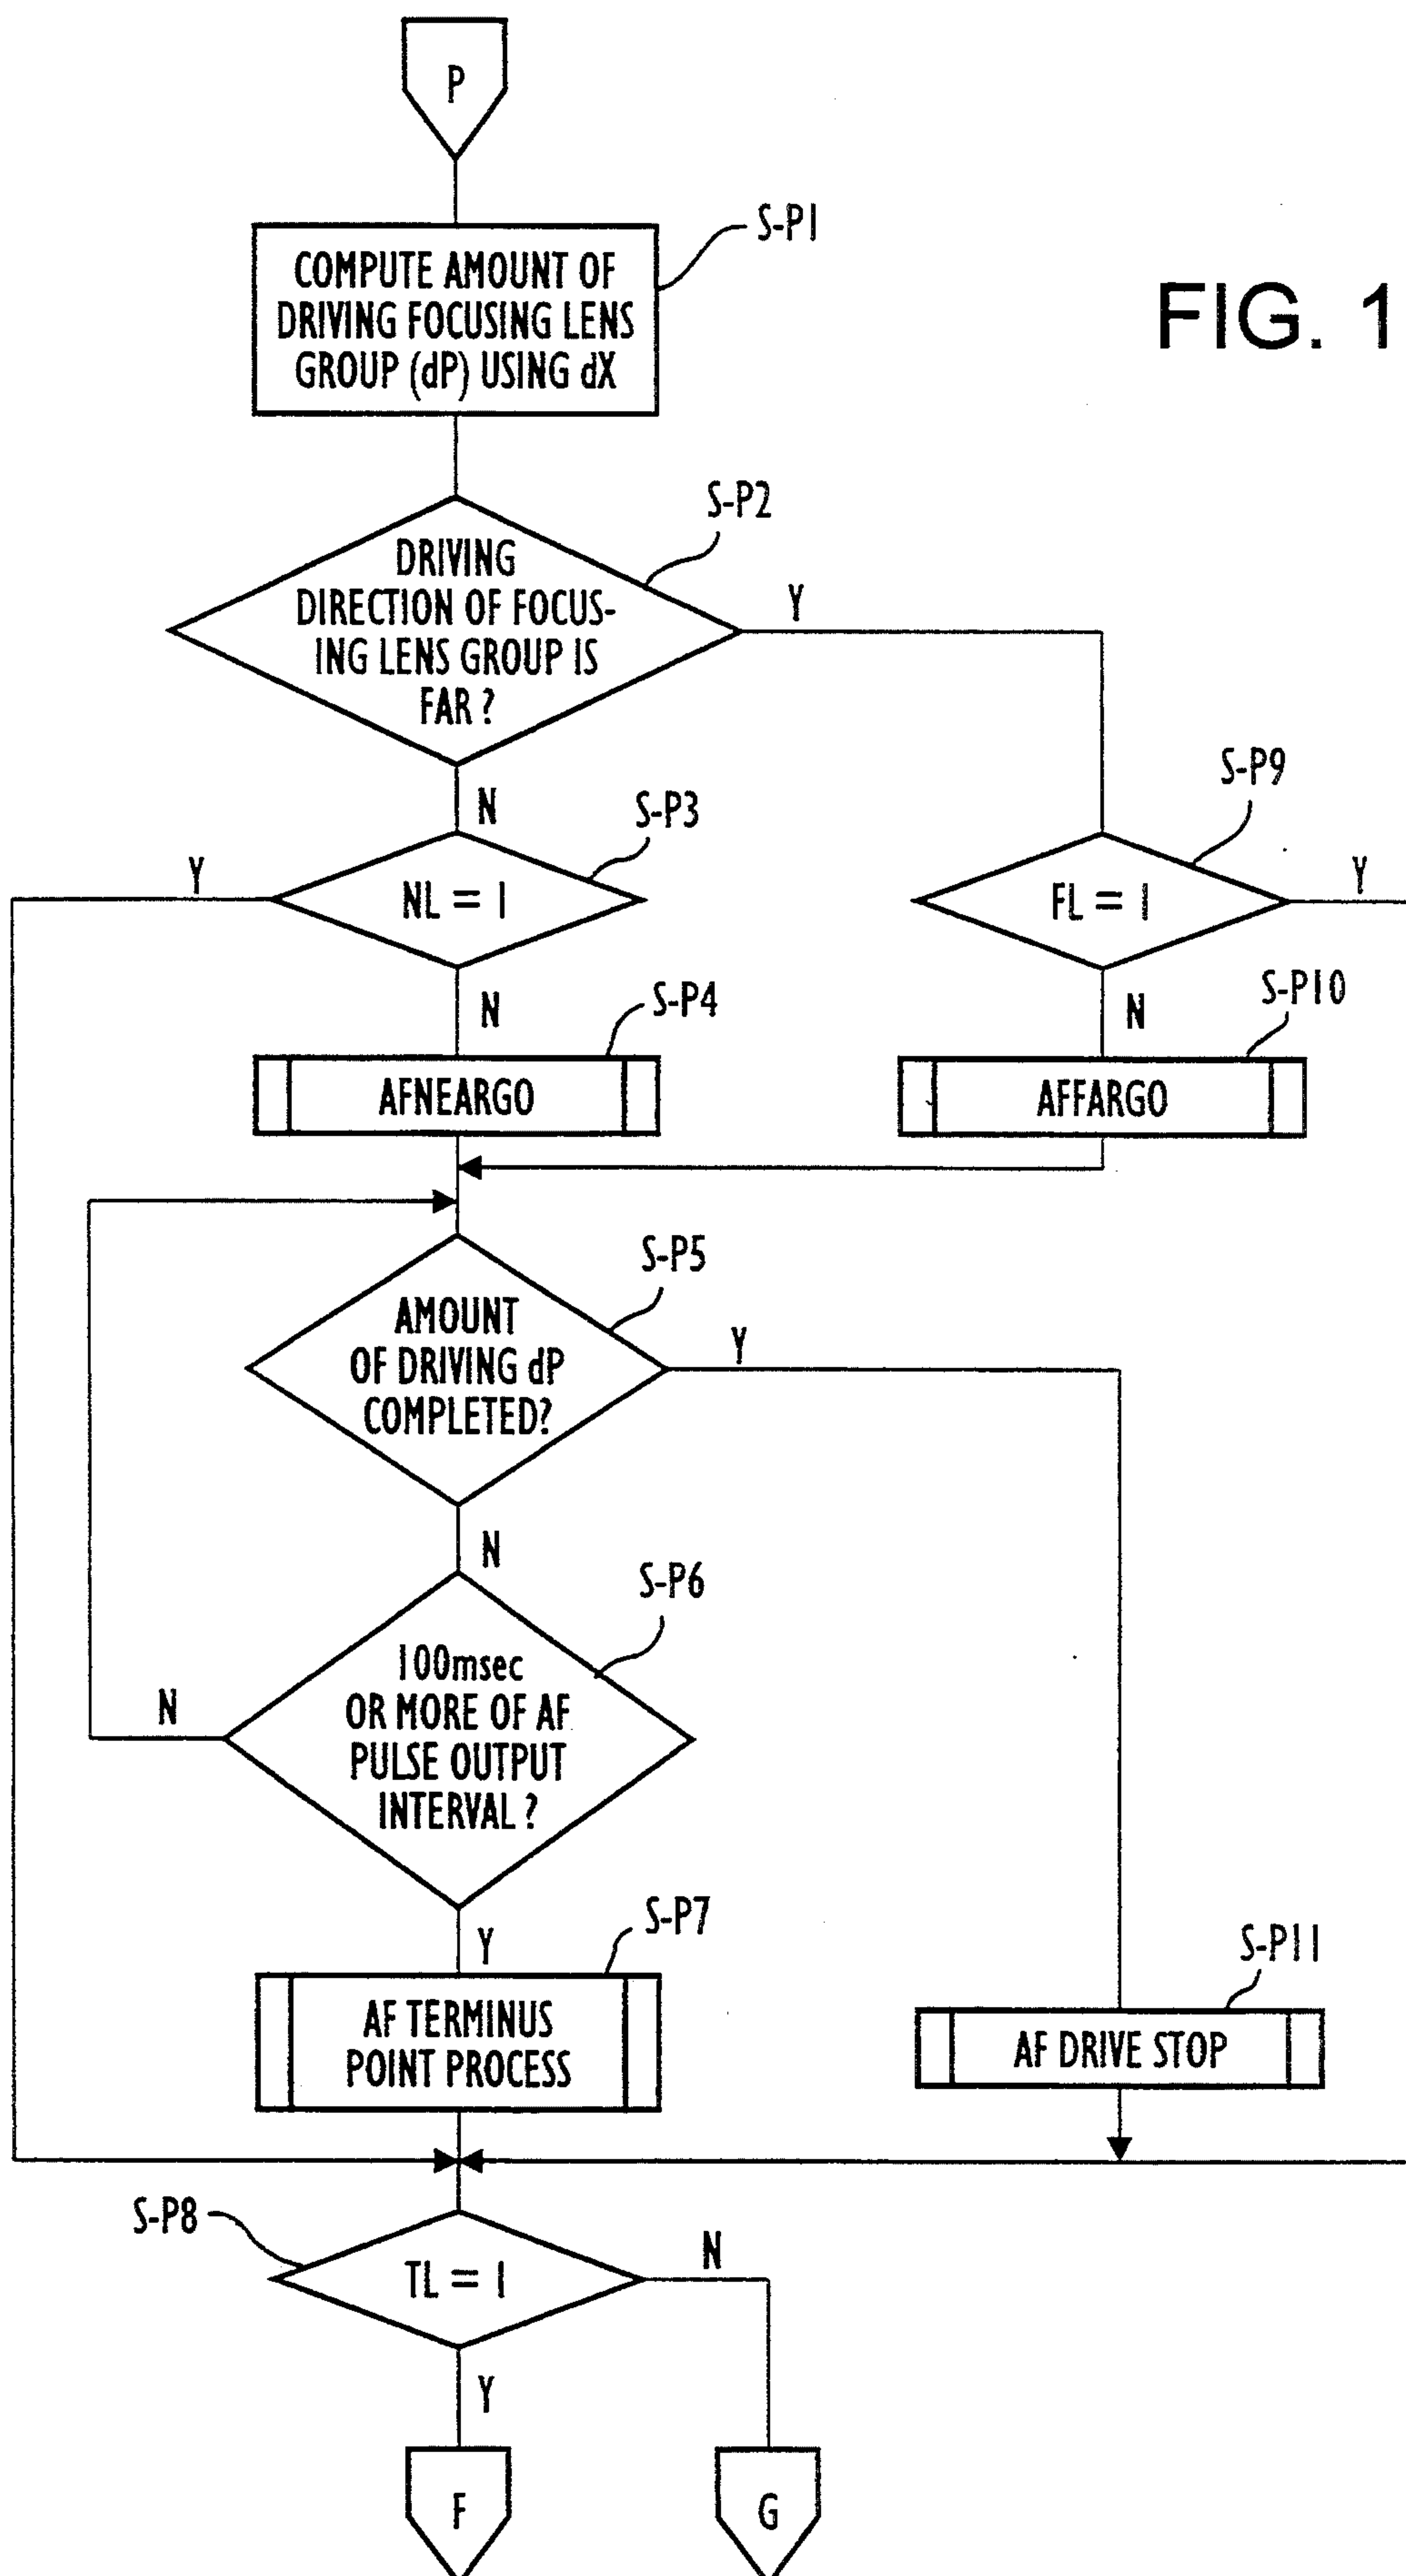 P
S-P1
COMPUTE AMOUNT OF
DRIVING FOCUSING LENS
GROUP (dP) USING dX
FIG. 1
S-P2
DRIVING
DIRECTION OF FOCUS-
ING LENS GROUP IS
FAR ?
Y
N
S-P3
S-P9
Y
NL = 1
FL = 1
Y
N
S-P4
N
S-P10
AFNEARGO
AFFARGO
S-P5
AMOUNT
OF DRIVING dP
COMPLETED?
Y
N
S-P6
100msec
OR MORE OF AF
PULSE OUTPUT
INTERVAL ?
N
Y
S-P7
S-P11
AF TERMINUS
POINT PROCESS
AF DRIVE STOP
S-P8
TL = 1
N
Y
F
G